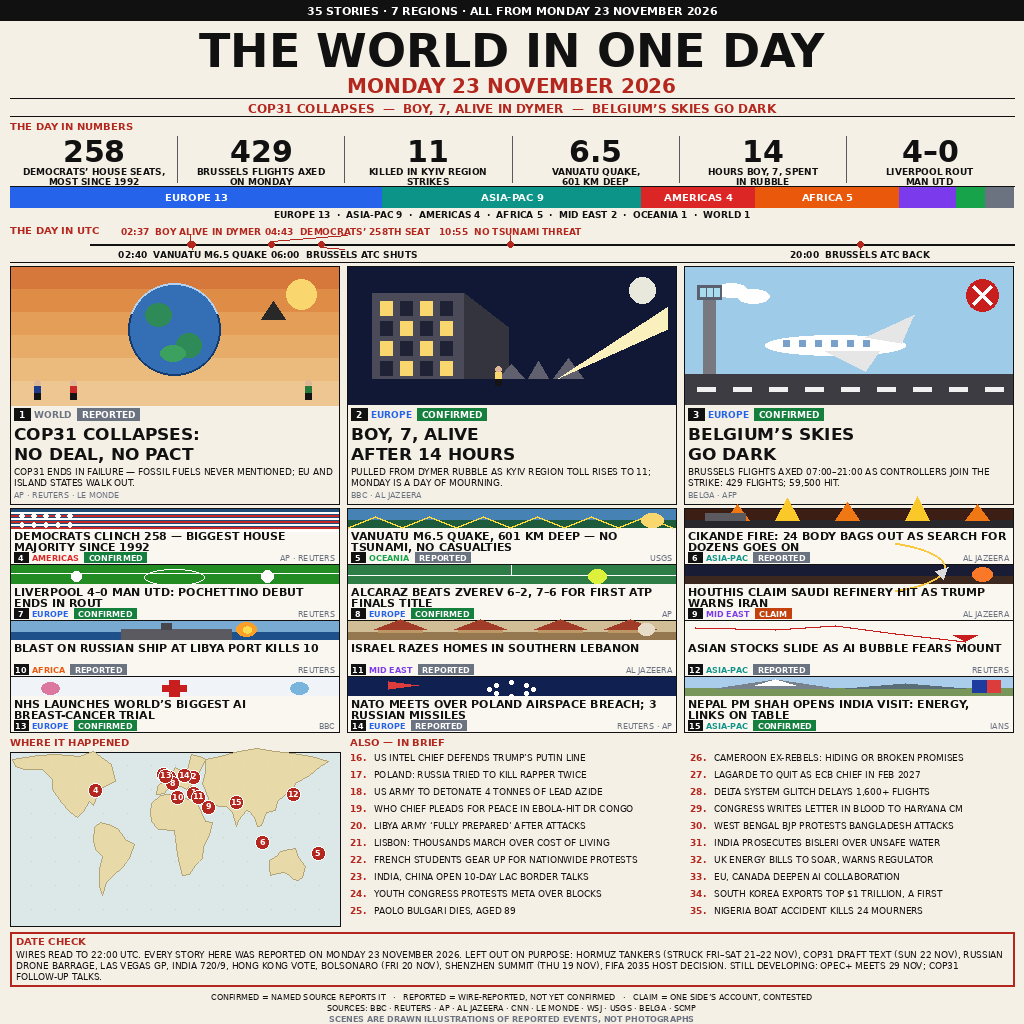 35 STORIES · 7 REGIONS · ALL FROM MONDAY 23 NOVEMBER 2026
THE WORLD IN ONE DAY
MONDAY 23 NOVEMBER 2026
COP31 COLLAPSES — BOY, 7, ALIVE IN DYMER — BELGIUM’S SKIES GO DARK
THE DAY IN NUMBERS
258
DEMOCRATS’ HOUSE SEATS,
MOST SINCE 1992
429
BRUSSELS FLIGHTS AXED
ON MONDAY
11
KILLED IN KYIV REGION
STRIKES
6.5
VANUATU QUAKE,
601 KM DEEP
14
HOURS BOY, 7, SPENT
IN RUBBLE
4–0
LIVERPOOL ROUT
MAN UTD
EUROPE 13
ASIA-PAC 9
AMERICAS 4
AFRICA 5
EUROPE 13 · ASIA-PAC 9 · AMERICAS 4 · AFRICA 5 · MID EAST 2 · OCEANIA 1 · WORLD 1
THE DAY IN UTC
02:37 BOY ALIVE IN DYMER 04:43 DEMOCRATS’ 258TH SEAT 10:55 NO TSUNAMI THREAT
02:40 VANUATU M6.5 QUAKE 06:00 BRUSSELS ATC SHUTS
20:00 BRUSSELS ATC BACK
1 WORLD REPORTED
COP31 COLLAPSES:
NO DEAL, NO PACT
COP31 ENDS IN FAILURE — FOSSIL FUELS NEVER MENTIONED; EU AND
ISLAND STATES WALK OUT.
AP · REUTERS · LE MONDE
2 EUROPE CONFIRMED
BOY, 7, ALIVE
AFTER 14 HOURS
PULLED FROM DYMER RUBBLE AS KYIV REGION TOLL RISES TO 11;
MONDAY IS A DAY OF MOURNING.
BBC · AL JAZEERA
3 EUROPE CONFIRMED
BELGIUM’S SKIES
GO DARK
BRUSSELS FLIGHTS AXED 07:00–21:00 AS CONTROLLERS JOIN THE
STRIKE: 429 FLIGHTS; 59,500 HIT.
BELGA · AFP
DEMOCRATS CLINCH 258 — BIGGEST HOUSE
MAJORITY SINCE 1992
4 AMERICAS CONFIRMED AP · REUTERS
VANUATU M6.5 QUAKE, 601 KM DEEP — NO
TSUNAMI, NO CASUALTIES
5 OCEANIA REPORTED USGS
CIKANDE FIRE: 24 BODY BAGS OUT AS SEARCH FOR
DOZENS GOES ON
6 ASIA-PAC REPORTED AL JAZEERA
LIVERPOOL 4–0 MAN UTD: POCHETTINO DEBUT
ENDS IN ROUT
7 EUROPE CONFIRMED REUTERS
ALCARAZ BEATS ZVEREV 6–2, 7–6 FOR FIRST ATP
FINALS TITLE
8 EUROPE CONFIRMED AP
HOUTHIS CLAIM SAUDI REFINERY HIT AS TRUMP
WARNS IRAN
9 MID EAST CLAIM AL JAZEERA
BLAST ON RUSSIAN SHIP AT LIBYA PORT KILLS 10
10 AFRICA REPORTED REUTERS
ISRAEL RAZES HOMES IN SOUTHERN LEBANON
11 MID EAST REPORTED AL JAZEERA
ASIAN STOCKS SLIDE AS AI BUBBLE FEARS MOUNT
12 ASIA-PAC REPORTED REUTERS
NHS LAUNCHES WORLD’S BIGGEST AI
BREAST-CANCER TRIAL
13 EUROPE CONFIRMED BBC
NATO MEETS OVER POLAND AIRSPACE BREACH; 3
RUSSIAN MISSILES
14 EUROPE REPORTED REUTERS · AP
NEPAL PM SHAH OPENS INDIA VISIT: ENERGY,
LINKS ON TABLE
15 ASIA-PAC CONFIRMED IANS
WHERE IT HAPPENED
13
14
2
8
4
10
11
9
15
12
6
5
ALSO — IN BRIEF
16. US INTEL CHIEF DEFENDS TRUMP’S PUTIN LINE
17. POLAND: RUSSIA TRIED TO KILL RAPPER TWICE
18. US ARMY TO DETONATE 4 TONNES OF LEAD AZIDE
19. WHO CHIEF PLEADS FOR PEACE IN EBOLA-HIT DR CONGO
20. LIBYA ARMY ‘FULLY PREPARED’ AFTER ATTACKS
21. LISBON: THOUSANDS MARCH OVER COST OF LIVING
22. FRENCH STUDENTS GEAR UP FOR NATIONWIDE PROTESTS
23. INDIA, CHINA OPEN 10-DAY LAC BORDER TALKS
24. YOUTH CONGRESS PROTESTS META OVER BLOCKS
25. PAOLO BULGARI DIES, AGED 89
26. CAMEROON EX-REBELS: HIDING OR BROKEN PROMISES
27. LAGARDE TO QUIT AS ECB CHIEF IN FEB 2027
28. DELTA SYSTEM GLITCH DELAYS 1,600+ FLIGHTS
29. CONGRESS WRITES LETTER IN BLOOD TO HARYANA CM
30. WEST BENGAL BJP PROTESTS BANGLADESH ATTACKS
31. INDIA PROSECUTES BISLERI OVER UNSAFE WATER
32. UK ENERGY BILLS TO SOAR, WARNS REGULATOR
33. EU, CANADA DEEPEN AI COLLABORATION
34. SOUTH KOREA EXPORTS TOP $1 TRILLION, A FIRST
35. NIGERIA BOAT ACCIDENT KILLS 24 MOURNERS
DATE CHECK
WIRES READ TO 22:00 UTC. EVERY STORY HERE WAS REPORTED ON MONDAY 23 NOVEMBER 2026. LEFT OUT ON PURPOSE: HORMUZ TANKERS (STRUCK FRI–SAT 21–22 NOV), COP31 DRAFT TEXT (SUN 22 NOV), RUSSIAN
DRONE BARRAGE, LAS VEGAS GP, INDIA 720/9, HONG KONG VOTE, BOLSONARO (FRI 20 NOV), SHENZHEN SUMMIT (THU 19 NOV), FIFA 2035 HOST DECISION. STILL DEVELOPING: OPEC+ MEETS 29 NOV; COP31
FOLLOW-UP TALKS.
CONFIRMED = NAMED SOURCE REPORTS IT · REPORTED = WIRE-REPORTED, NOT YET CONFIRMED · CLAIM = ONE SIDE’S ACCOUNT, CONTESTED
SOURCES: BBC · REUTERS · AP · AL JAZEERA · CNN · LE MONDE · WSJ · USGS · BELGA · SCMP
SCENES ARE DRAWN ILLUSTRATIONS OF REPORTED EVENTS, NOT PHOTOGRAPHS